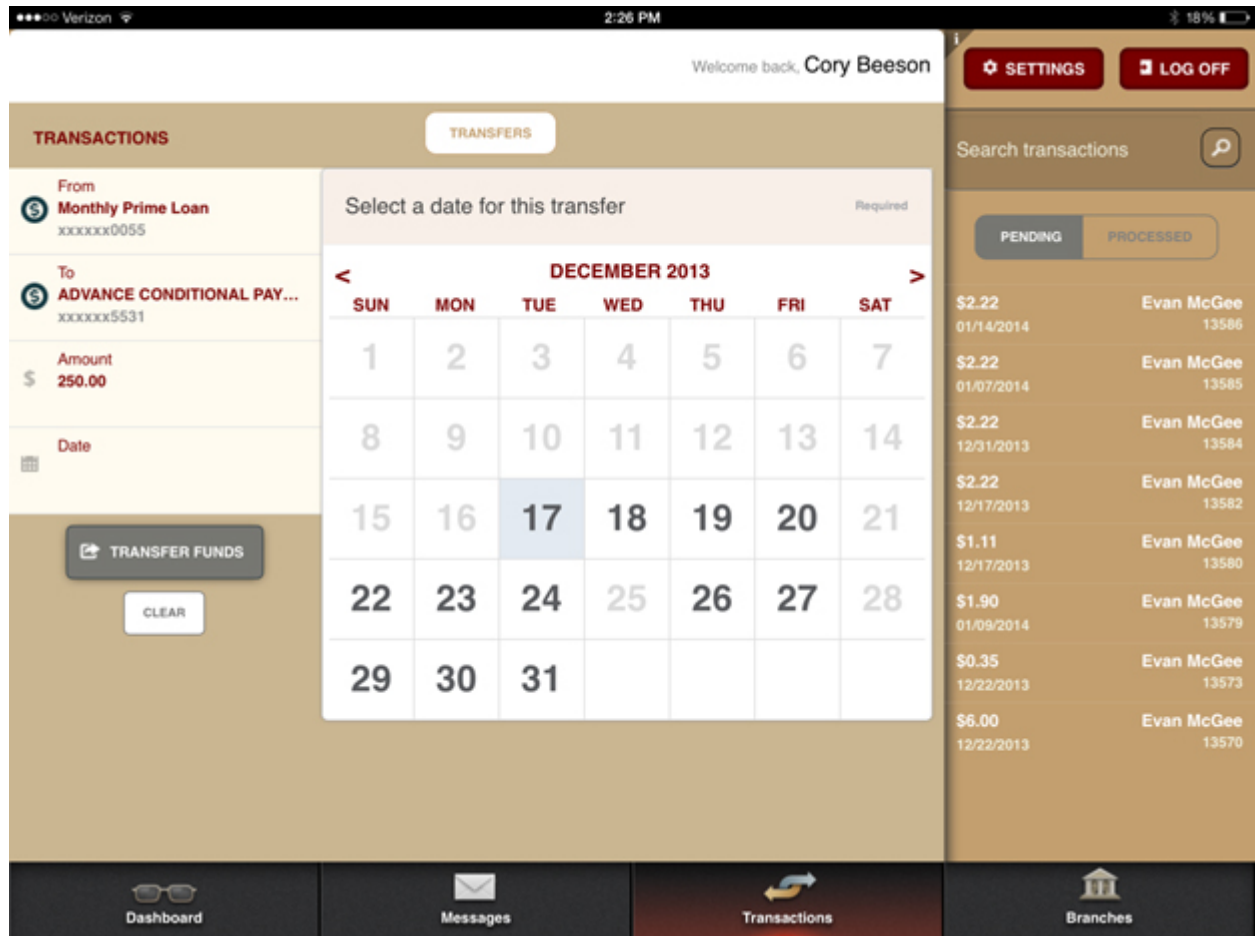 Verizon 2:26 PM 18%
Welcome back, Cory Beeson
i
SETTINGS LOG OFF
TRANSACTIONS
TRANSFERS
Search transactions
From
Monthly Prime Loan
xxxxxx0055
To
ADVANCE CONDITIONAL PAY...
xxxxxx5531
Amount
$ 250.00
Date
TRANSFER FUNDS
CLEAR
Select a date for this transfer Required
< DECEMBER 2013 >
SUN MON TUE WED THU FRI SAT
1 2 3 4 5 6 7
8 9 10 11 12 13 14
15 16 17 18 19 20 21
22 23 24 25 26 27 28
29 30 31
PENDING PROCESSED
$2.22 Evan McGee
01/14/2014 13586
$2.22 Evan McGee
01/07/2014 13585
$2.22 Evan McGee
12/31/2013 13584
$2.22 Evan McGee
12/17/2013 13582
$1.11 Evan McGee
12/17/2013 13580
$1.90 Evan McGee
01/09/2014 13579
$0.35 Evan McGee
12/22/2013 13573
$6.00 Evan McGee
12/22/2013 13570
Dashboard Messages Transactions Branches